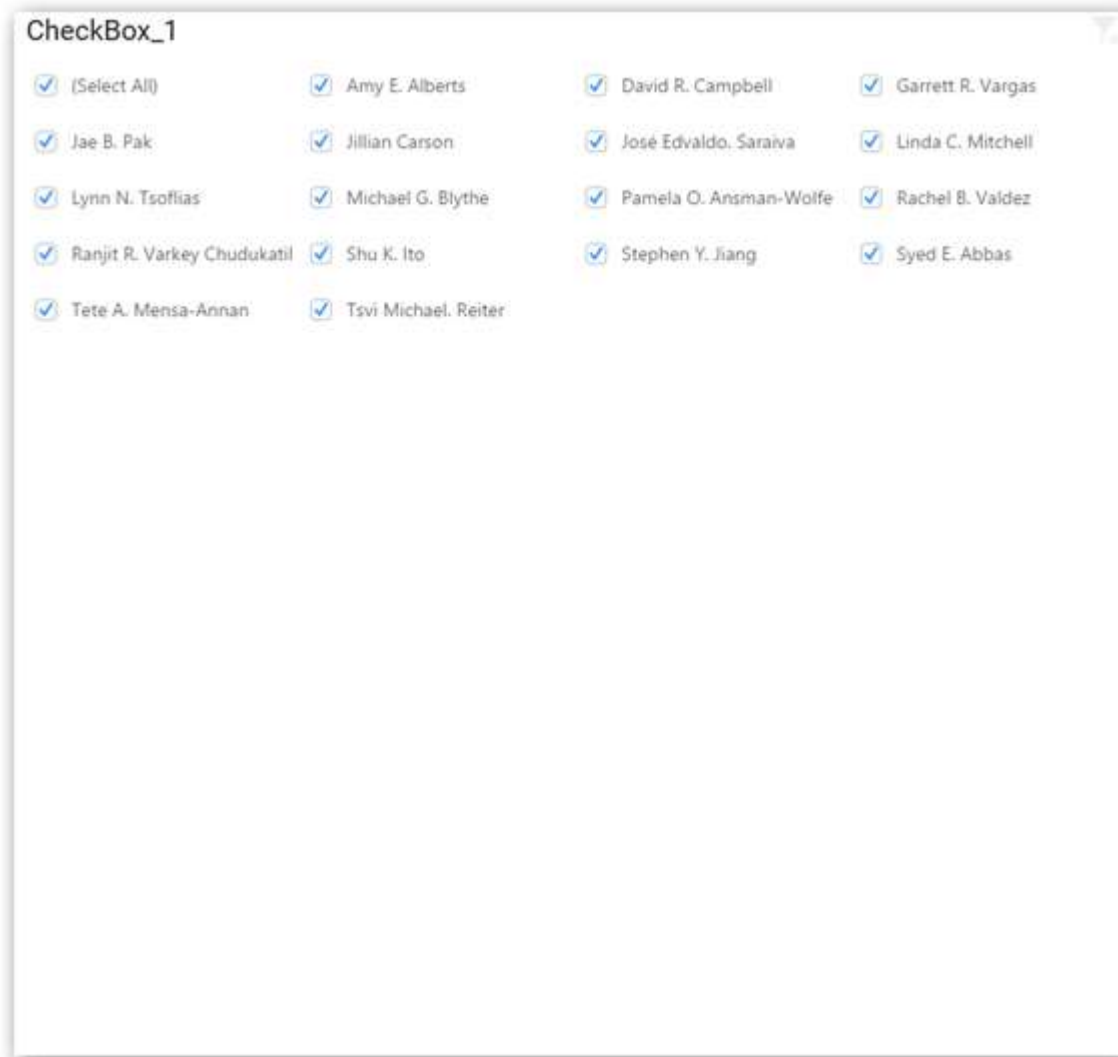 CheckBox_1
(Select All) Amy E. Alberts David R. Campbell Garrett R. Vargas
Jae B. Pak Jillian Carson José Edvaldo. Saraiva Linda C. Mitchell
Lynn N. Tsoflias Michael G. Blythe Pamela O. Ansman-Wolfe Rachel B. Valdez
Ranjit R. Varkey Chudukatil Shu K. Ito Stephen Y. Jiang Syed E. Abbas
Tete A. Mensa-Annan Tsvi Michael. Reiter